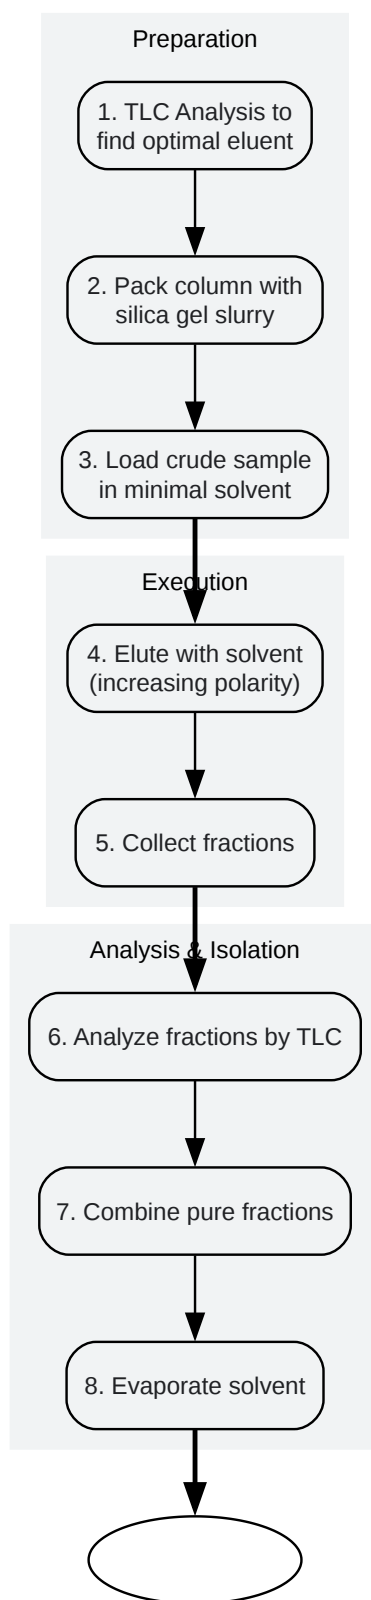 Preparation
1. TLC Analysis to
find optimal eluent
2. Pack column with
silica gel slurry
3. Load crude sample
in minimal solvent
Execution
4. Elute with solvent
(increasing polarity)
5. Collect fractions
Analysis & Isolation
6. Analyze fractions by TLC
7. Combine pure fractions
8. Evaporate solvent